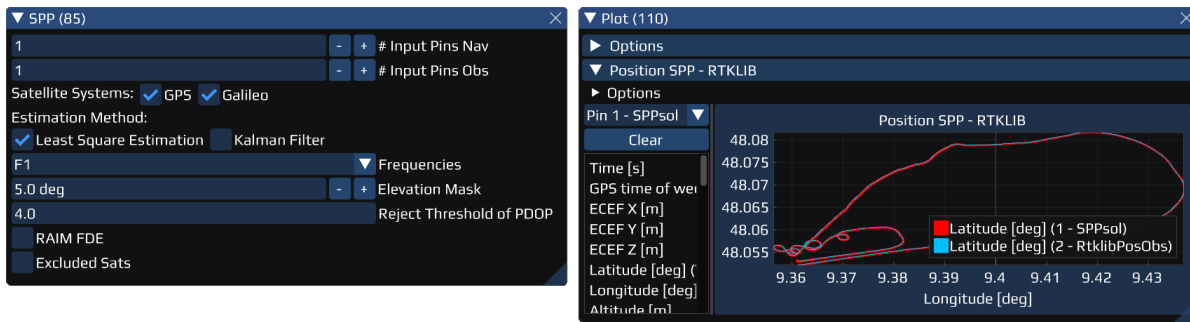 SPP (85)
1 - + # Input Pins Nav
1 - + # Input Pins Obs
Satellite Systems: GPS Galileo
Estimation Method:
Least Square Estimation Kalman Filter
F1 Frequencies
5.0 deg - + Elevation Mask
4.0 Reject Threshold of PDOP
RAIM FDE
Excluded Sats
Plot (110)
Options
Position SPP - RTKLIB
Options
Pin 1 - SPPsol
Clear
Time [s]
GPS time of
ECEF X [m]
ECEF Y [m]
ECEF Z [m]
Latitude [deg] (
Longitude [deg]
Altitude [m]
Position SPP - RTKLIB
48.08
48.075
48.07
48.065
48.06
48.055
Latitude [deg] (1 - SPPsol)
Latitude [deg] (2 - RtklibPosObs)
9.36 9.37 9.38 9.39 9.4 9.41 9.42 9.43
Longitude [deg]